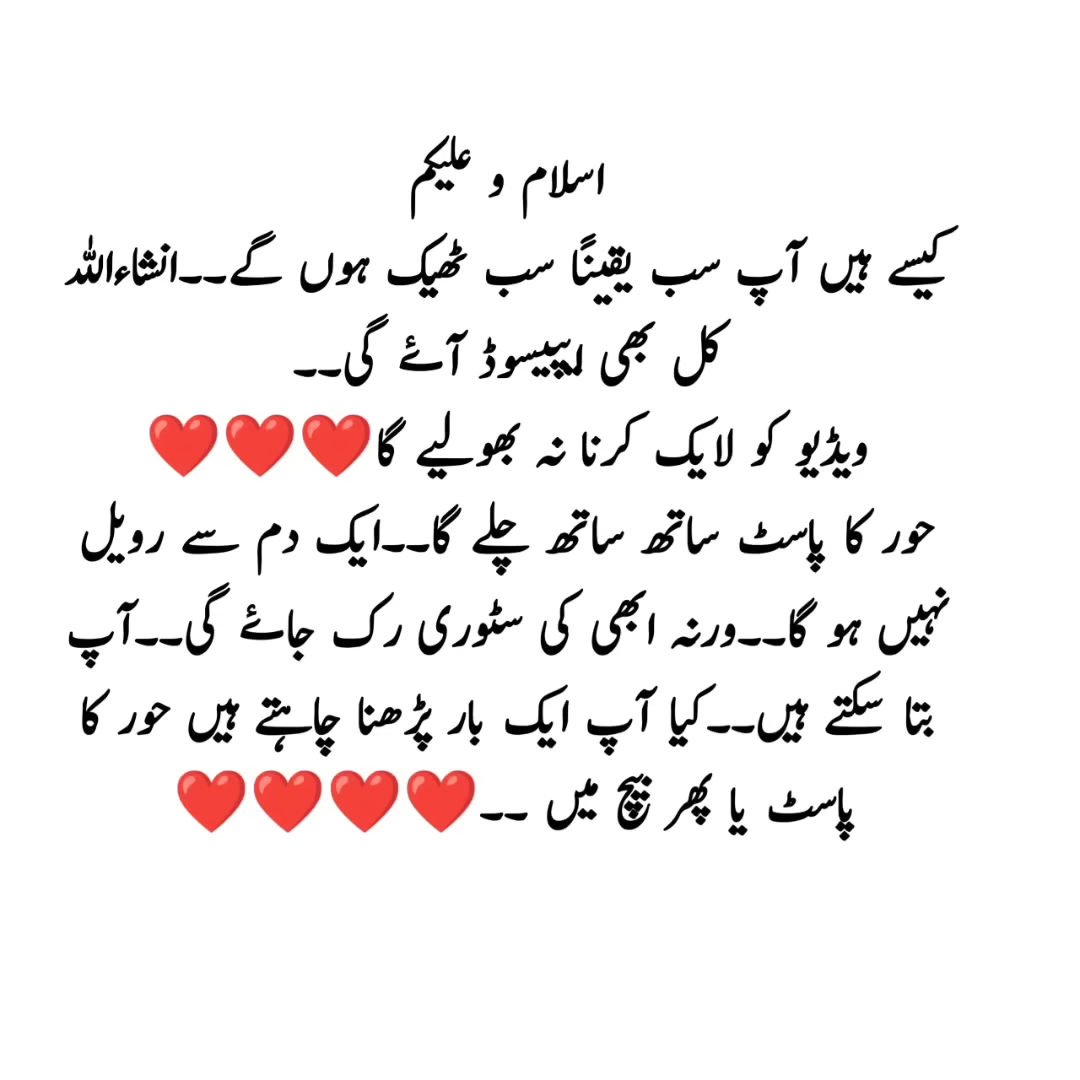 اسلام و علیکم
کیسے ہیں آپ سب یقیناً سب ٹھیک ہوں گے۔۔انشاءاللہ
کل بھی اپیسوڈ آئے گی۔۔
ویڈیو کو لایک کرنا نہ بھولیے گا❤️❤️❤️
حور کا پاسٹ ساتھ ساتھ چلے گا۔۔ایک دم سے رویل
نہیں ہو گا۔۔ورنہ ابھی کی سٹوری رک جائے گی۔۔آپ
بتا سکتے ہیں۔۔کیا آپ ایک بار پڑھنا چاہتے ہیں حور کا
پاسٹ یا پھر بیچ میں ۔۔❤️❤️❤️❤️